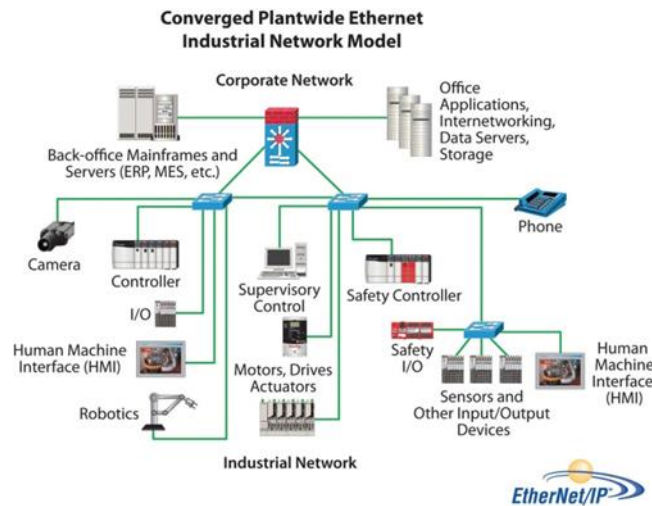 Converged Plantwide Ethernet
Industrial Network Model
Corporate Network
Back-office Mainframes and
Servers (ERP, MES, etc.)
Office
Applications,
Internetworking,
Data Servers,
Storage
Camera
Controller
Supervisory
Control
Safety Controller
Phone
I/O
Human Machine
Interface (HMI)
Robotics
Motors, Drives
Actuators
Safety
I/O
Sensors and
Other Input/Output
Devices
Human
Machine
Interface
(HMI)
Industrial Network
EtherNet/IP